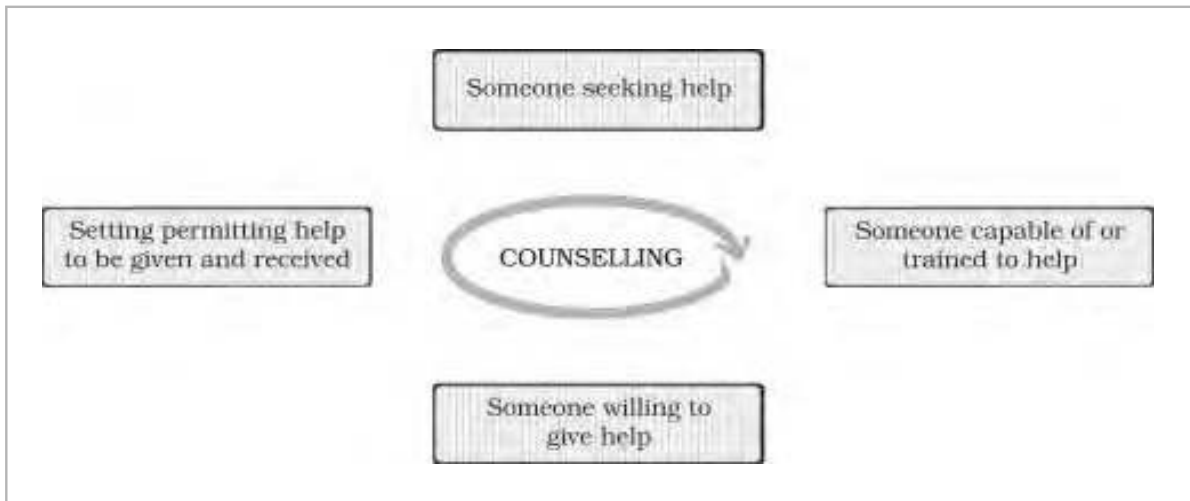 Someone seeking help
Setting permitting help
to be given and received
COUNSELLING
Someone capable of or
trained to help
Someone willing to
give help